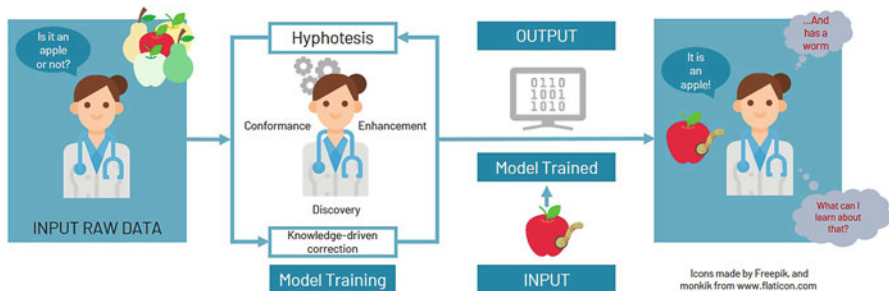 Is it an
apple
or not?
INPUT RAW DATA
Hyphotesis
Conformance
Enhancement
Discovery
Knowledge-driven
correction
Model Training
OUTPUT
0110
1001
1010
Model Trained
INPUT
...And
has a
worm
It is
an
apple!
What can I
learn about
that?
Icons made by Freepik, and
monkik from www.flaticon.com